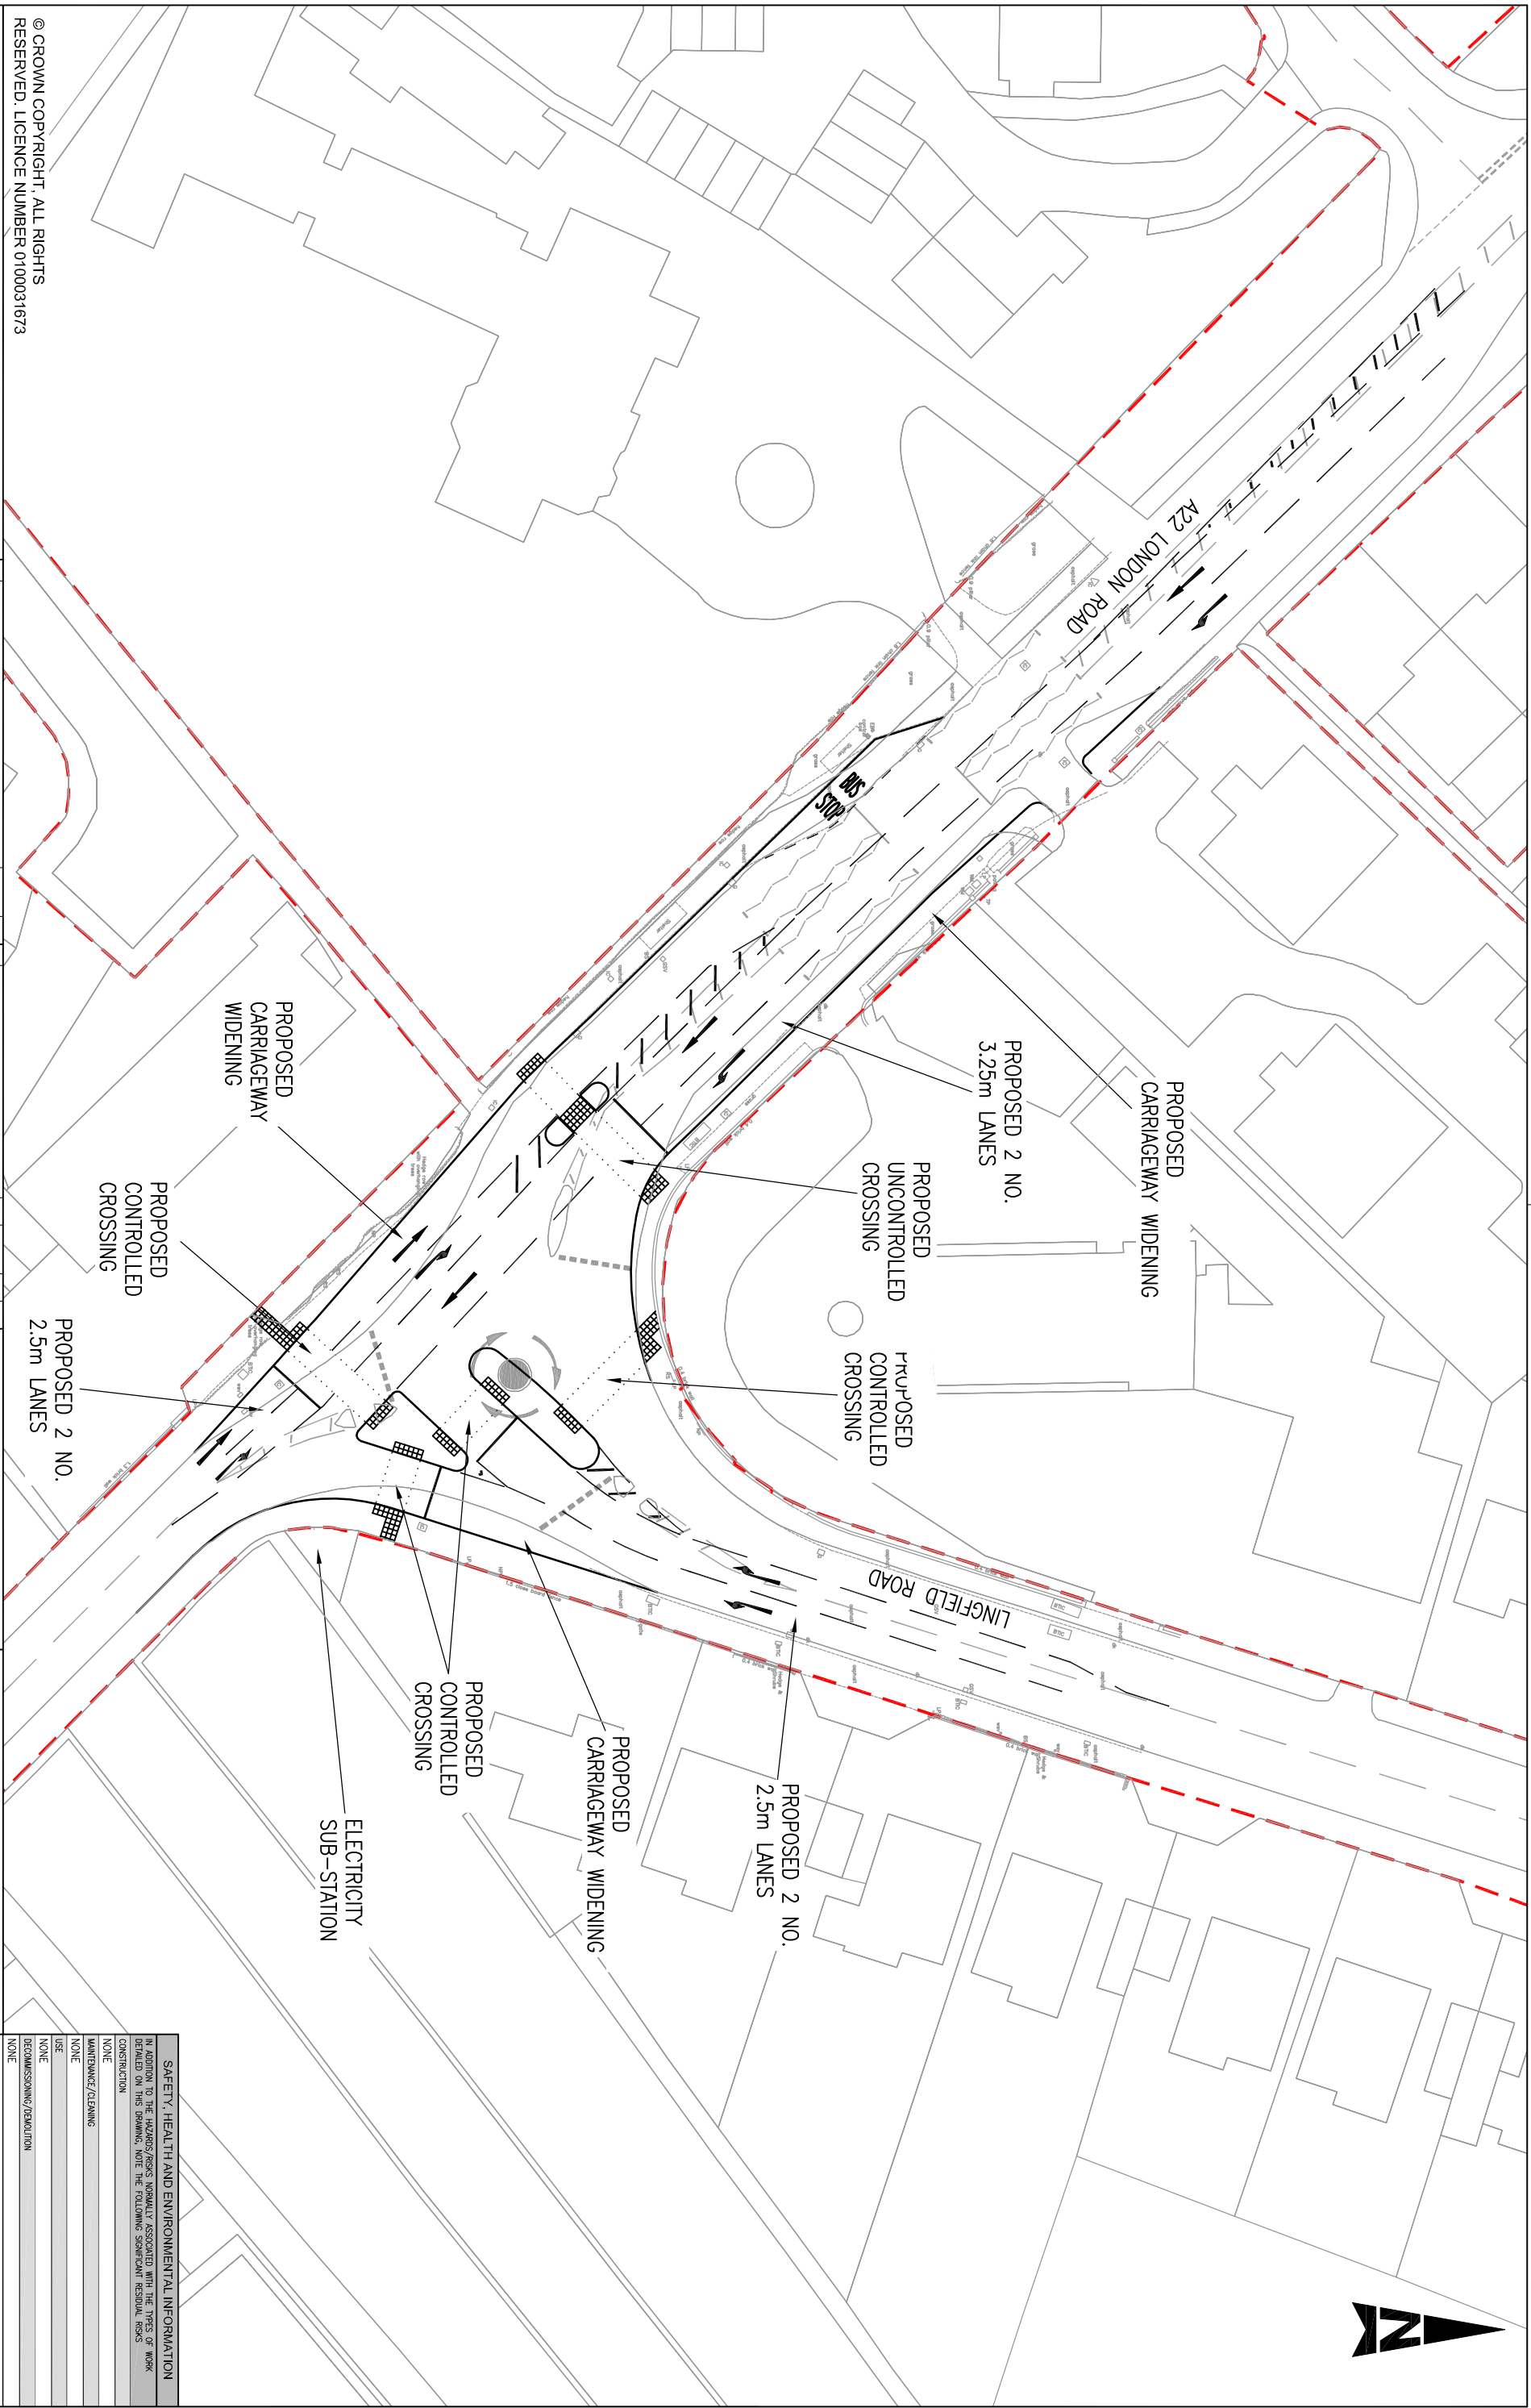 A22 LONDON ROAD
BUS
STOP
PROPOSED
CARRIAGEWAY WIDENING
PROPOSED 2 NO.
3.25m LANES
PROPOSED
UNCONTROLLED
CROSSING
PROPOSED
CONTROLLED
CROSSING
LINGFIELD ROAD
PROPOSED 2 NO.
2.5m LANES
PROPOSED
CARRIAGEWAY WIDENING
PROPOSED
CONTROLLED
CROSSING
ELECTRICITY
SUB-STATION
PROPOSED
CARRIAGEWAY
WIDENING
PROPOSED
CONTROLLED
CROSSING
PROPOSED 2 NO.
2.5m LANES
N
© CROWN COPYRIGHT, ALL RIGHTS
RESERVED. LICENCE NUMBER 0100031673
SAFETY, HEALTH AND ENVIRONMENTAL INFORMATION
IN ADDITION TO THE HAZARDS/RISKS NORMALLY ASSOCIATED WITH THE TYPES OF WORK
DETAILED ON THIS DRAWING, NOTE THE FOLLOWING SIGNIFICANT RESIDUAL RISKS
CONSTRUCTION
NONE
MAINTENANCE/CLEANING
NONE
USE
NONE
DECOMMISSIONING/DEMOLITION
NONE